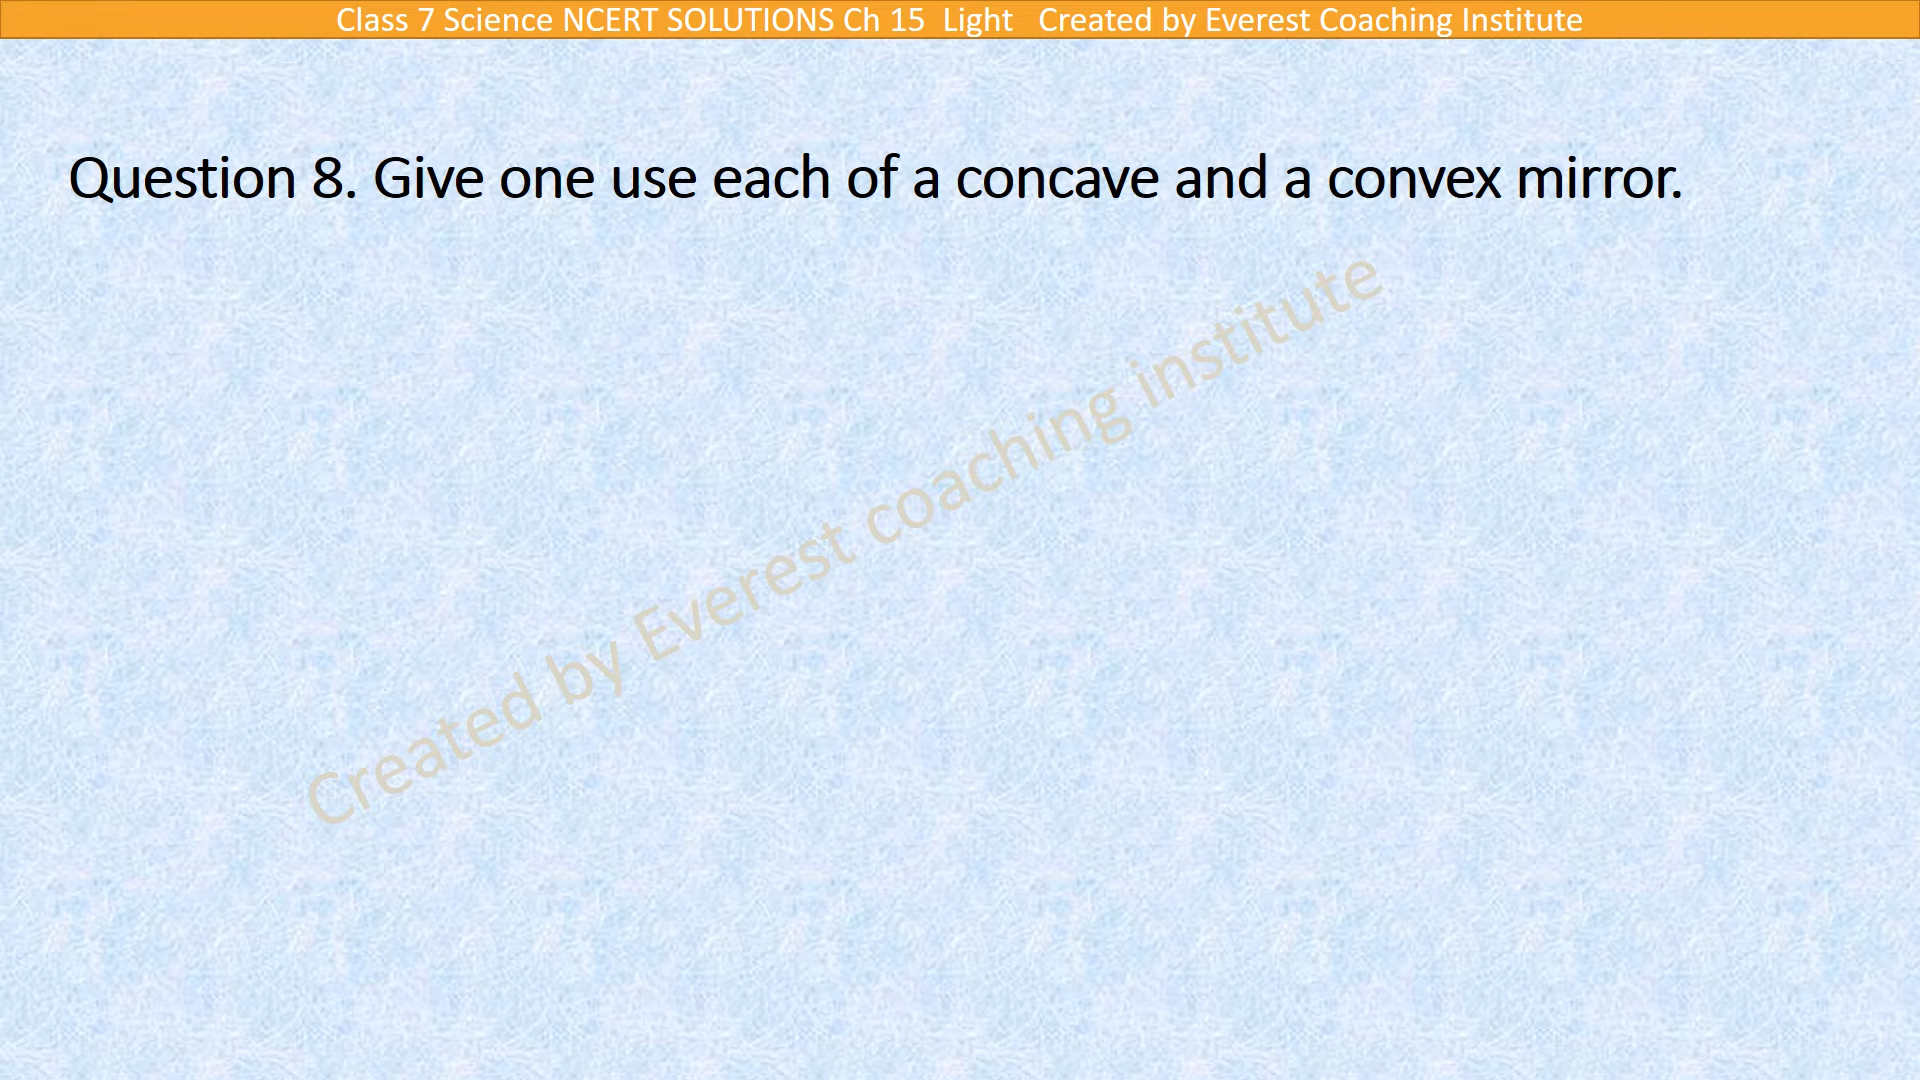 Class 7 Science NCERT SOLUTIONS Ch 15 Light Created by Everest Coaching Institute
Question 8. Give one use each of a concave and a convex mirror.
Created by Everest coaching institute